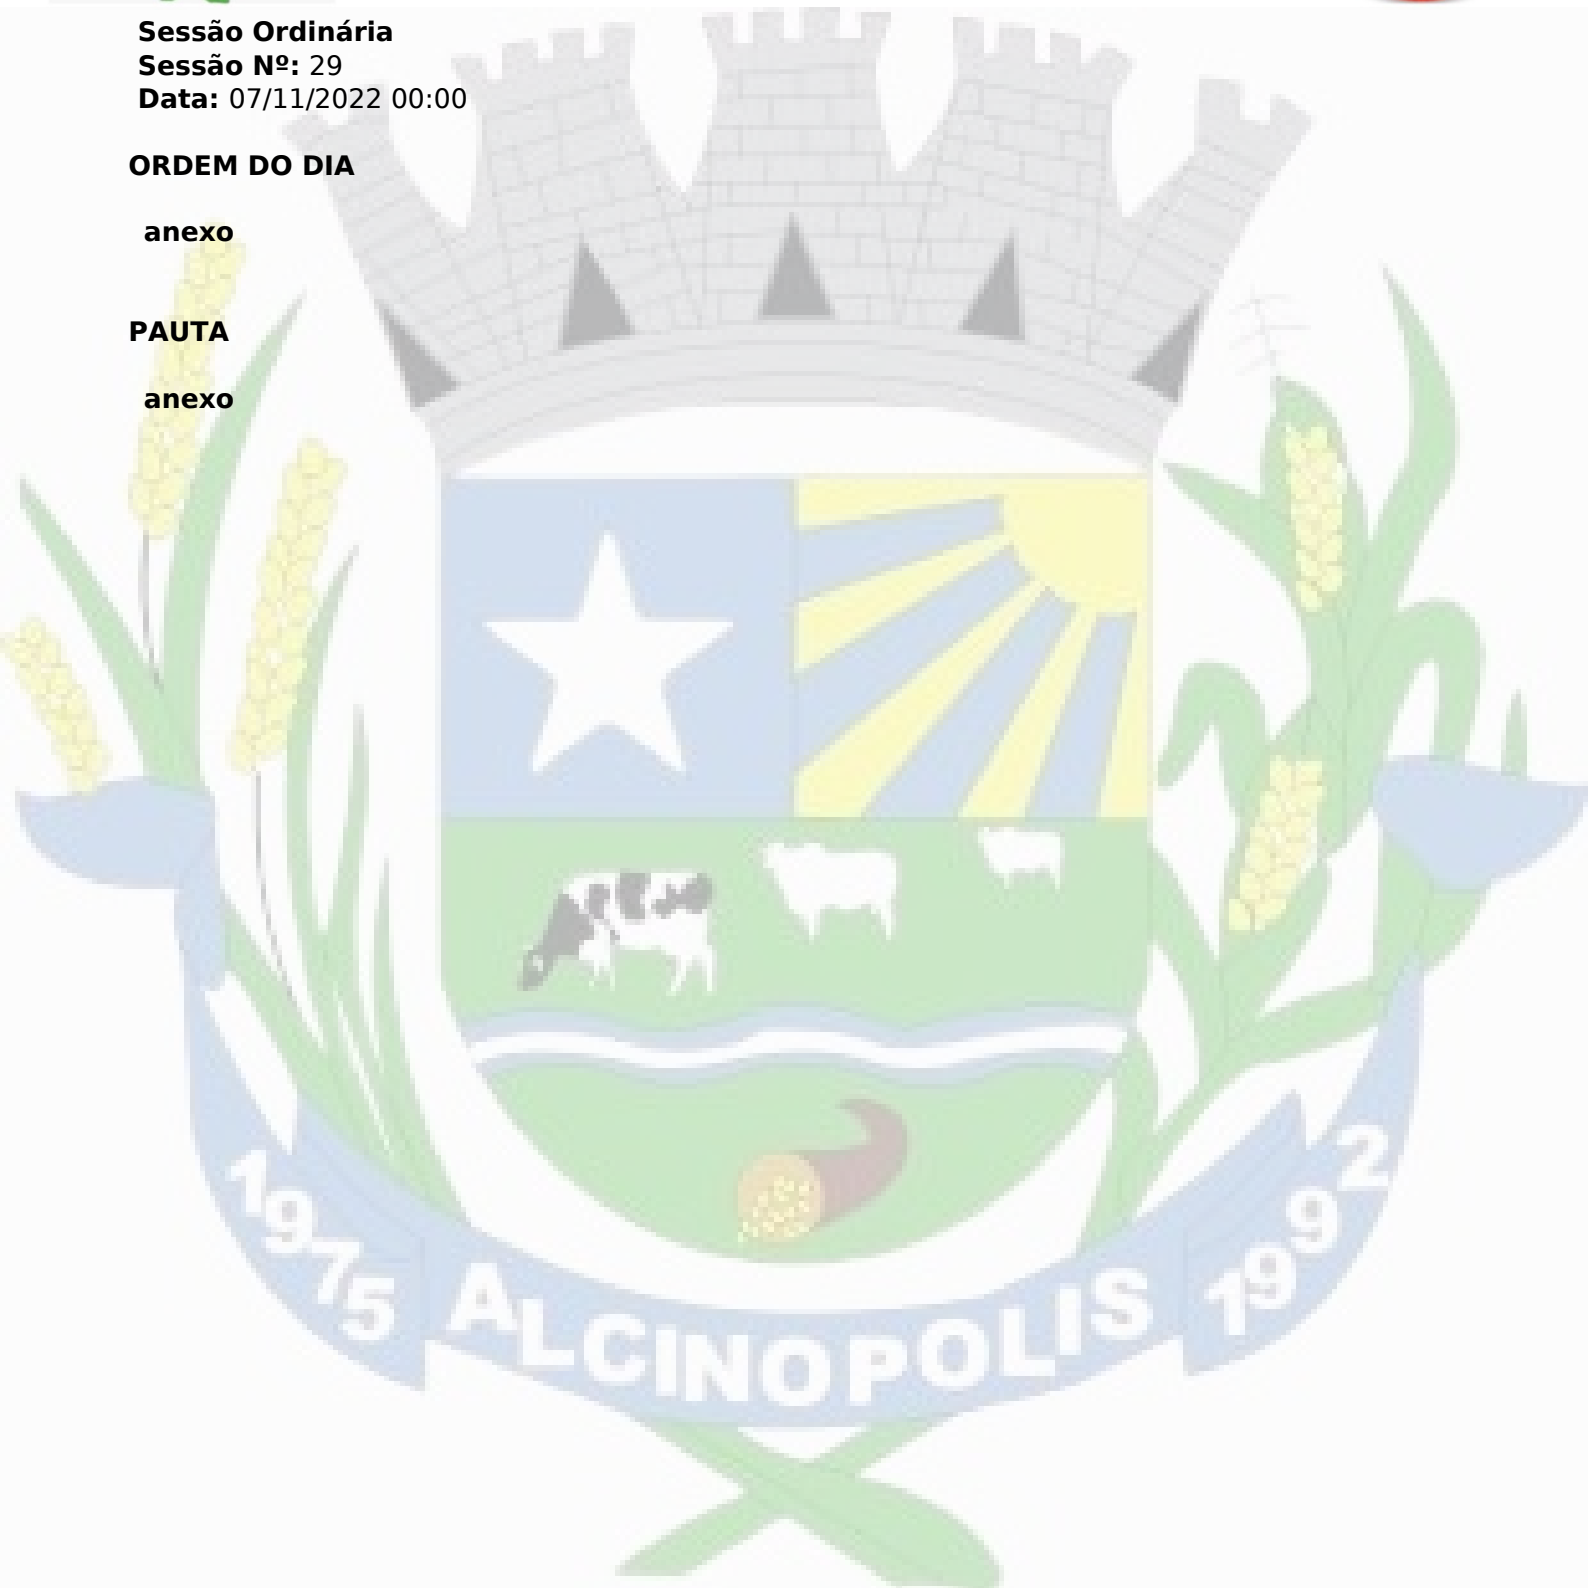 Sessão Ordinária
Sessão Nº: 29
Data: 07/11/2022 00:00
ORDEM DO DIA
anexo
PAUTA
anexo
1975 ALCINOPOLIS 1992